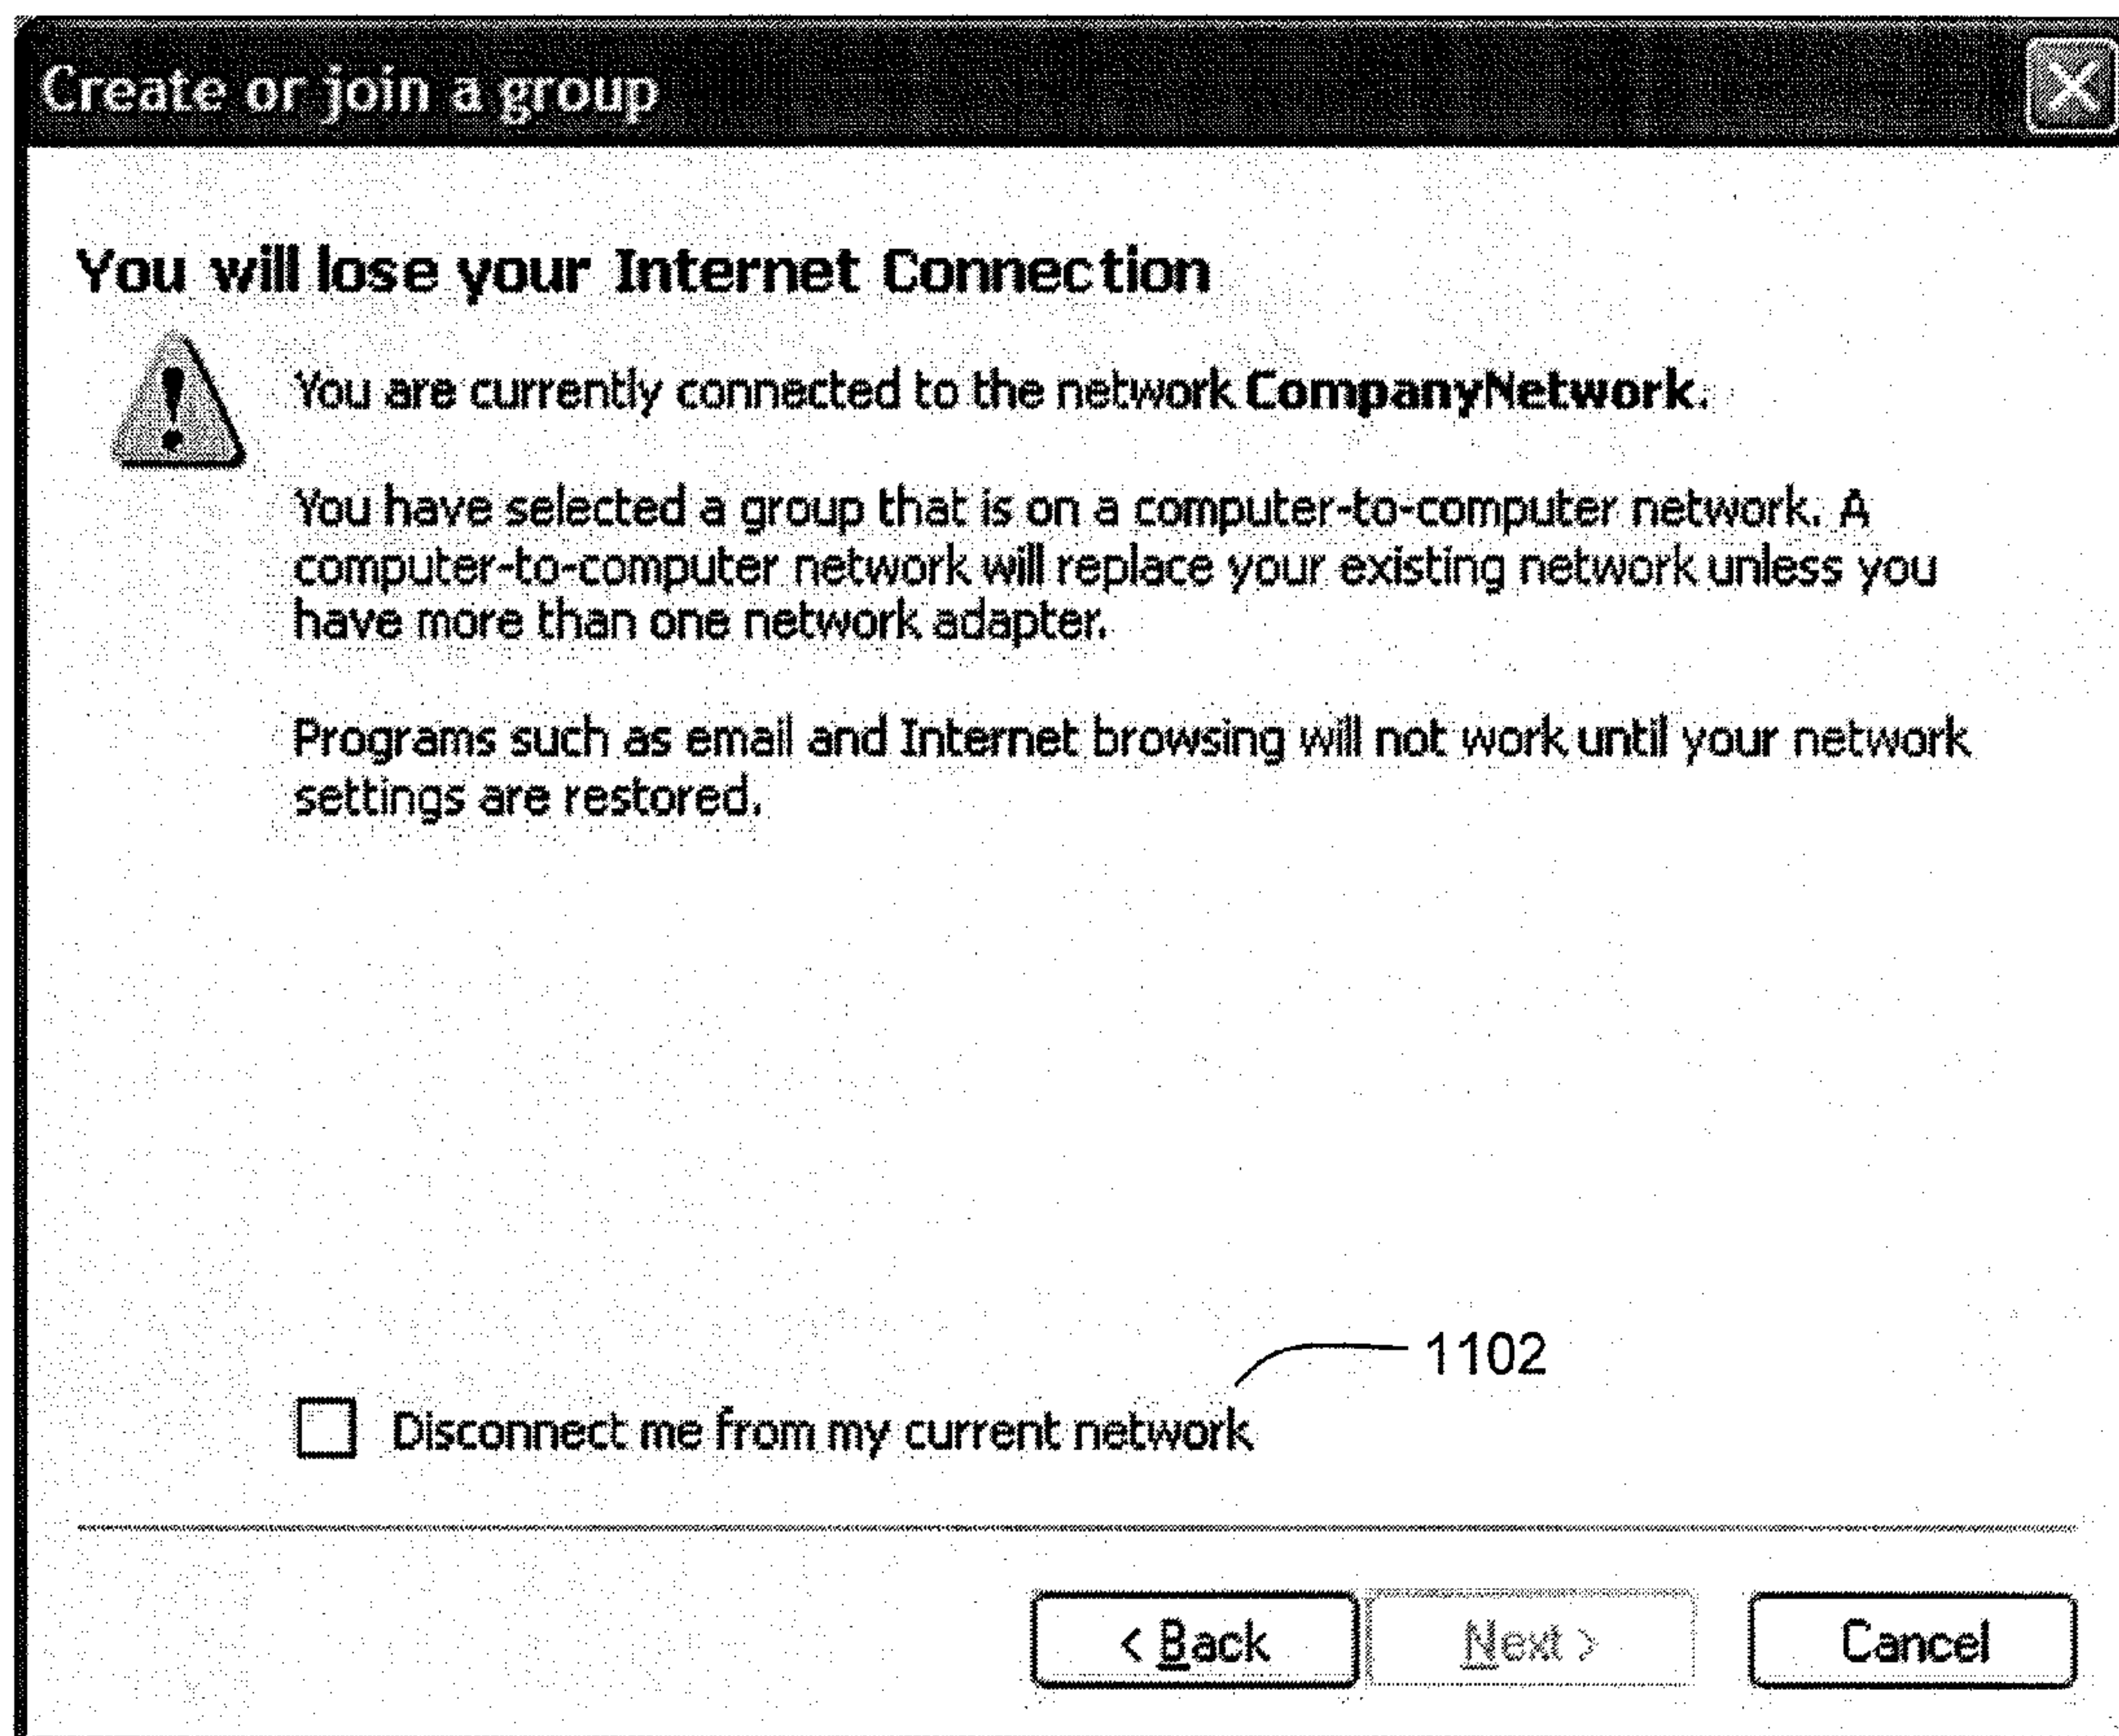 Create or join a group
You will lose your Internet Connection
You are currently connected to the network CompanyNetwork.
You have selected a group that is on a computer-to-computer network. A
computer-to-computer network will replace your existing network unless you
have more than one network adapter.
Programs such as email and Internet browsing will not work until your network
settings are restored.
1102
Disconnect me from my current network
< Back Next > Cancel